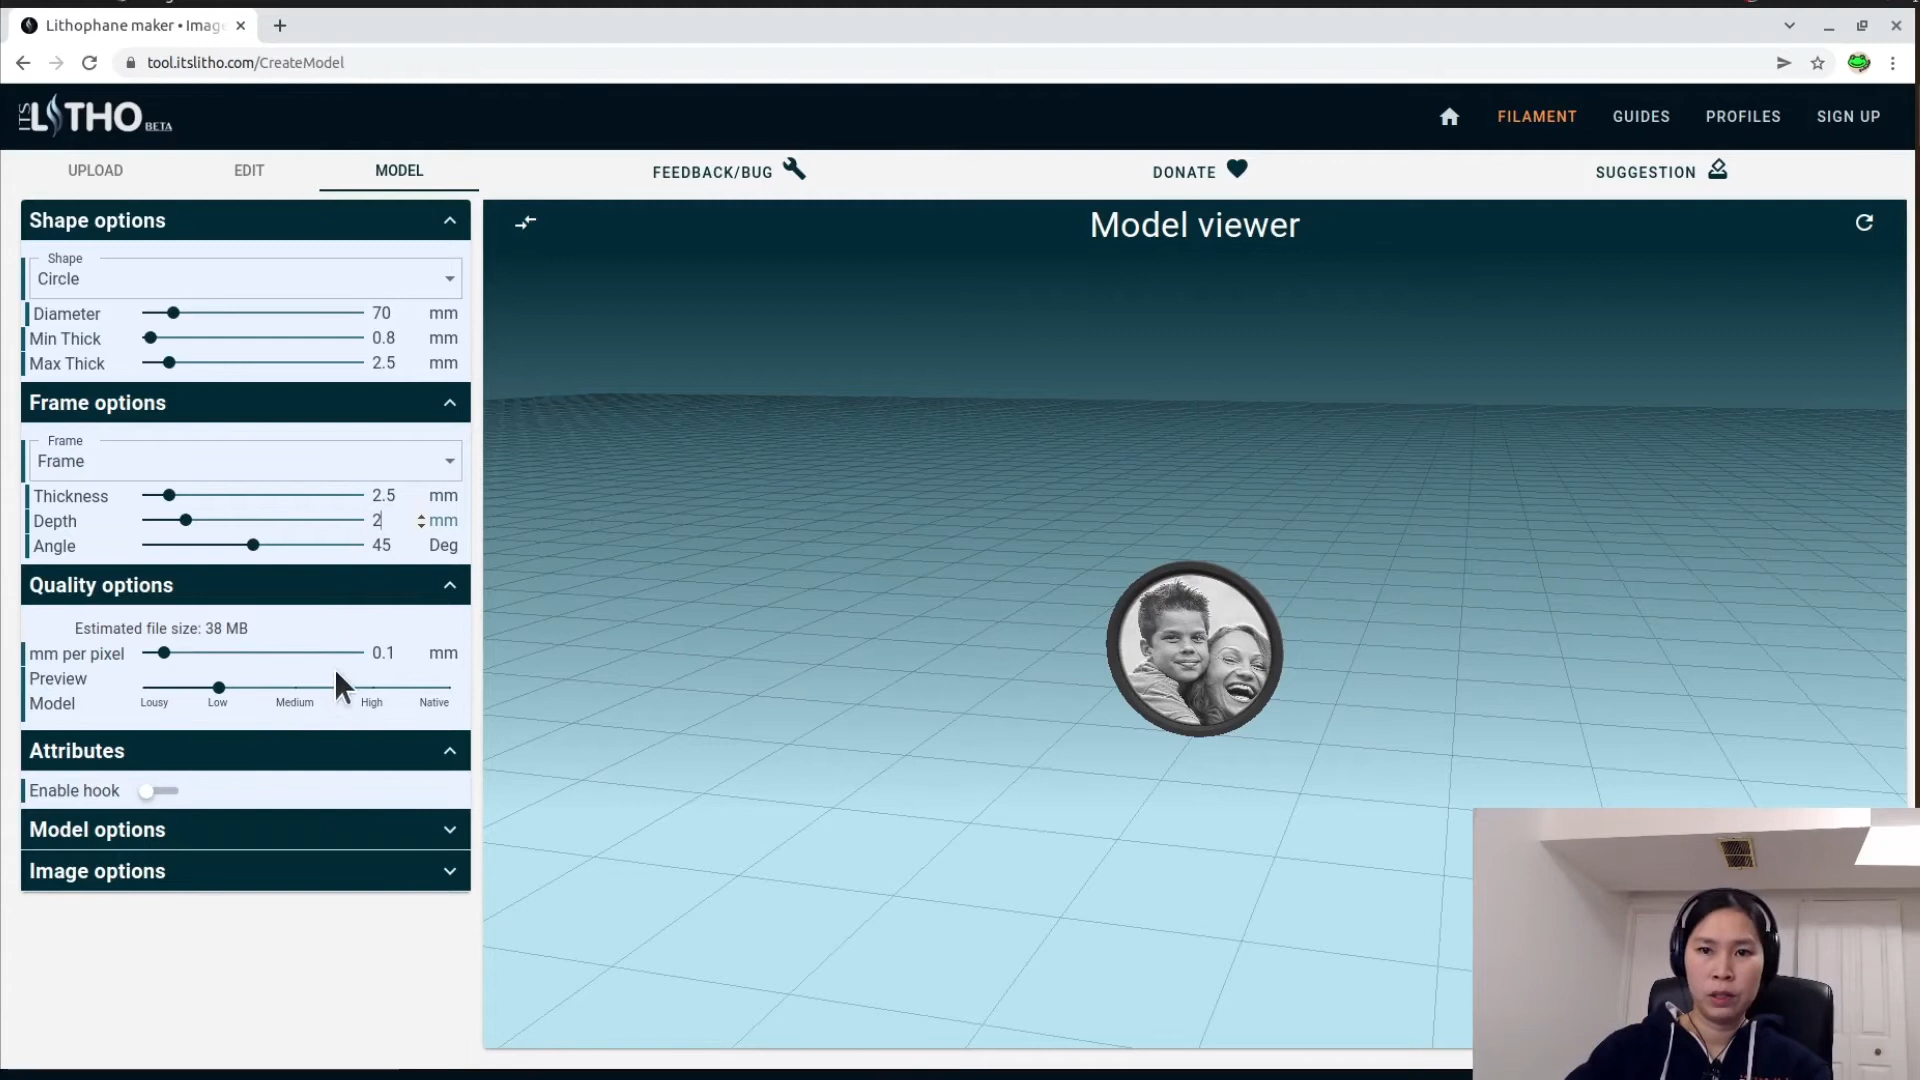 Lithophane maker • Imag
tool.itslitho.com/CreateModel
ITS LITHO BETA
FILAMENT
GUIDES
PROFILES
SIGN UP
UPLOAD
EDIT
MODEL
FEEDBACK/BUG
DONATE
SUGGESTION
Shape options
Shape
Circle
Diameter 70 mm
Min Thick 0.8 mm
Max Thick 2.5 mm
Frame options
Frame
Frame
Thickness 2.5 mm
Depth 2 mm
Angle 45 Deg
Quality options
Estimated file size: 38 MB
mm per pixel 0.1 mm
Preview
Model
Lousy Low Medium High Native
Attributes
Enable hook
Model options
Image options
Model viewer